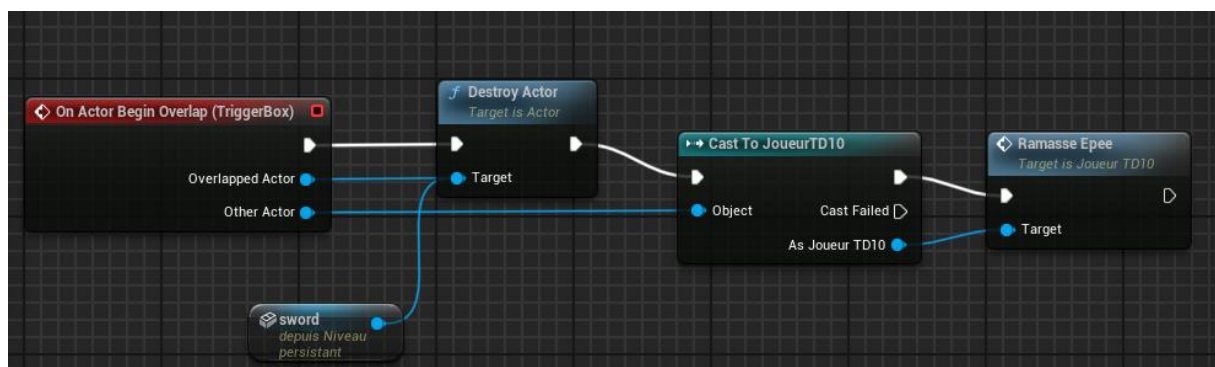 On Actor Begin Overlap (TriggerBox)
Overlapped Actor
Other Actor
f Destroy Actor
Target is Actor
Target
Cast To JoueurTD10
Object
Cast Failed
As Joueur TD10
Ramasse Epee
Target is Joueur TD10
Target
sword
depuis Niveau
persistant